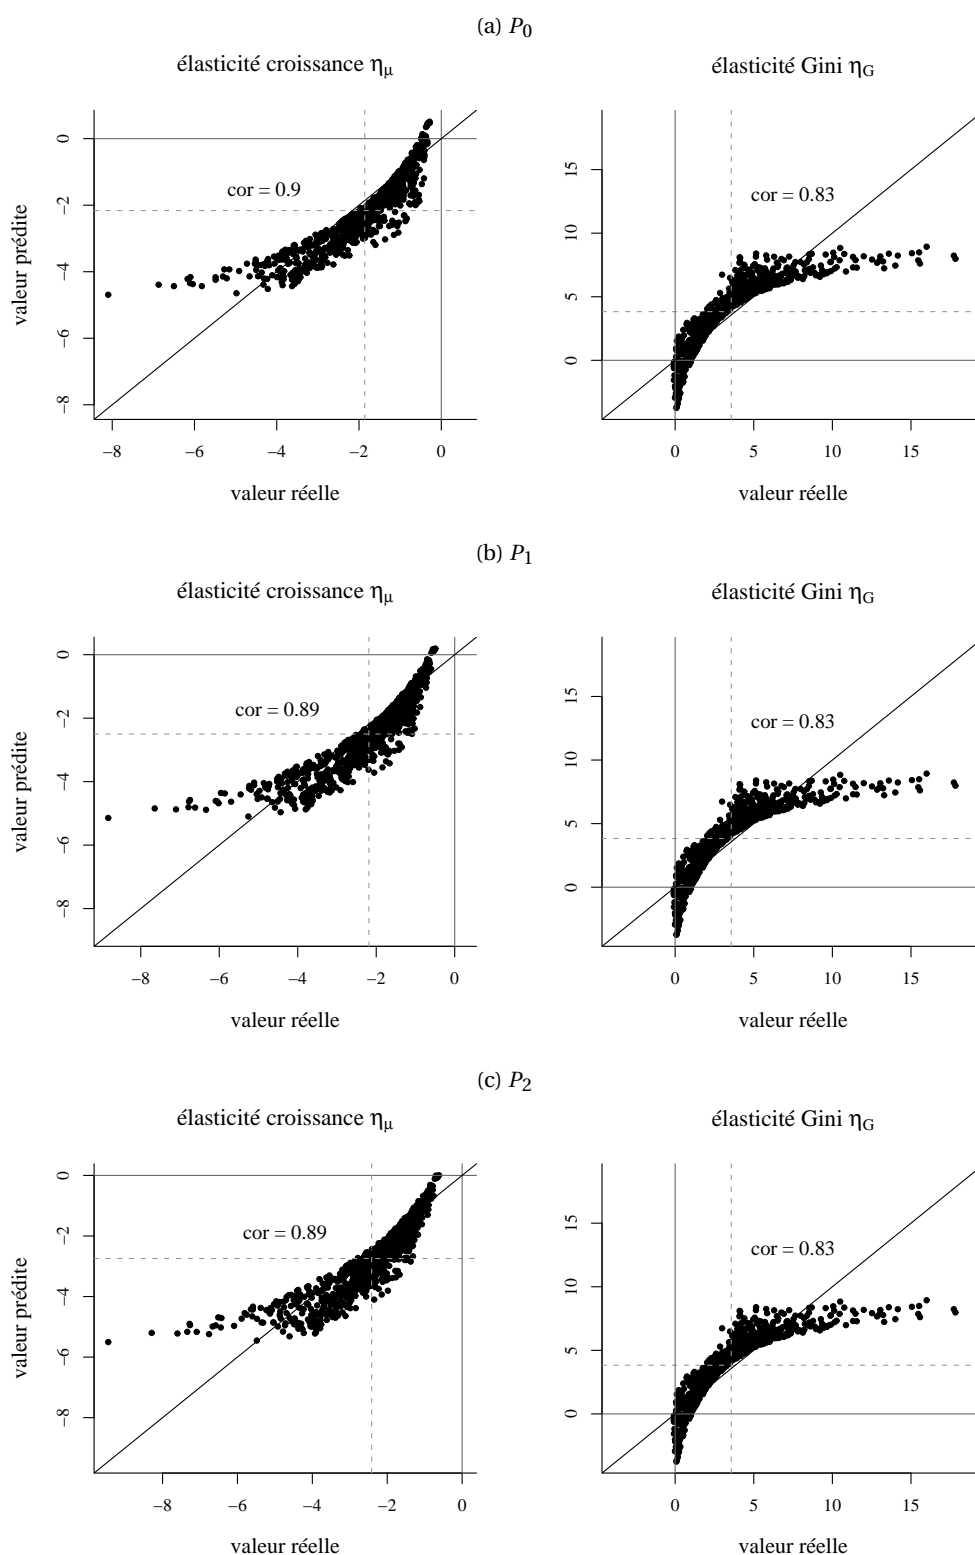 (a) P0
élasticité croissance ημ
élasticité Gini ηG
valeur prédite
0
−2
−4
−6
−8
cor = 0.9
−8 −6 −4 −2 0
valeur réelle
15
10
5
0
cor = 0.83
0 5 10 15
valeur réelle
(b) P1
élasticité croissance ημ
élasticité Gini ηG
valeur prédite
0
−2
−4
−6
−8
cor = 0.89
−8 −6 −4 −2 0
valeur réelle
15
10
5
0
cor = 0.83
0 5 10 15
valeur réelle
(c) P2
élasticité croissance ημ
élasticité Gini ηG
valeur prédite
0
−2
−4
−6
−8
cor = 0.89
−8 −6 −4 −2 0
valeur réelle
15
10
5
0
cor = 0.83
0 5 10 15
valeur réelle